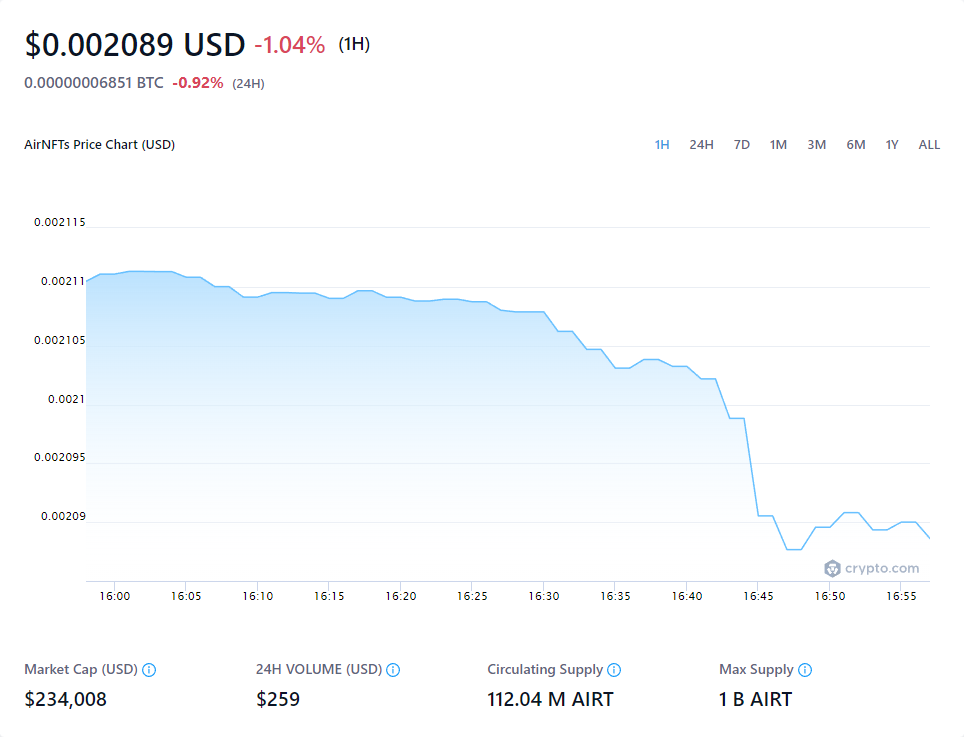 $0.002089 USD -1.04% (1H)
0.00000006851 BTC -0.92% (24H)
AirNFTs Price Chart (USD) 1H 24H 7D 1M 3M 6M 1Y ALL
0.002115
0.00211
0.002105
0.0021
0.002095
0.00209
crypto.com
16:00 16:05 16:10 16:15 16:20 16:25 16:30 16:35 16:40 16:45 16:50 16:55
Market Cap (USD) 24H VOLUME (USD) Circulating Supply Max Supply
$234,008 $259 112.04 M AIRT 1 B AIRT